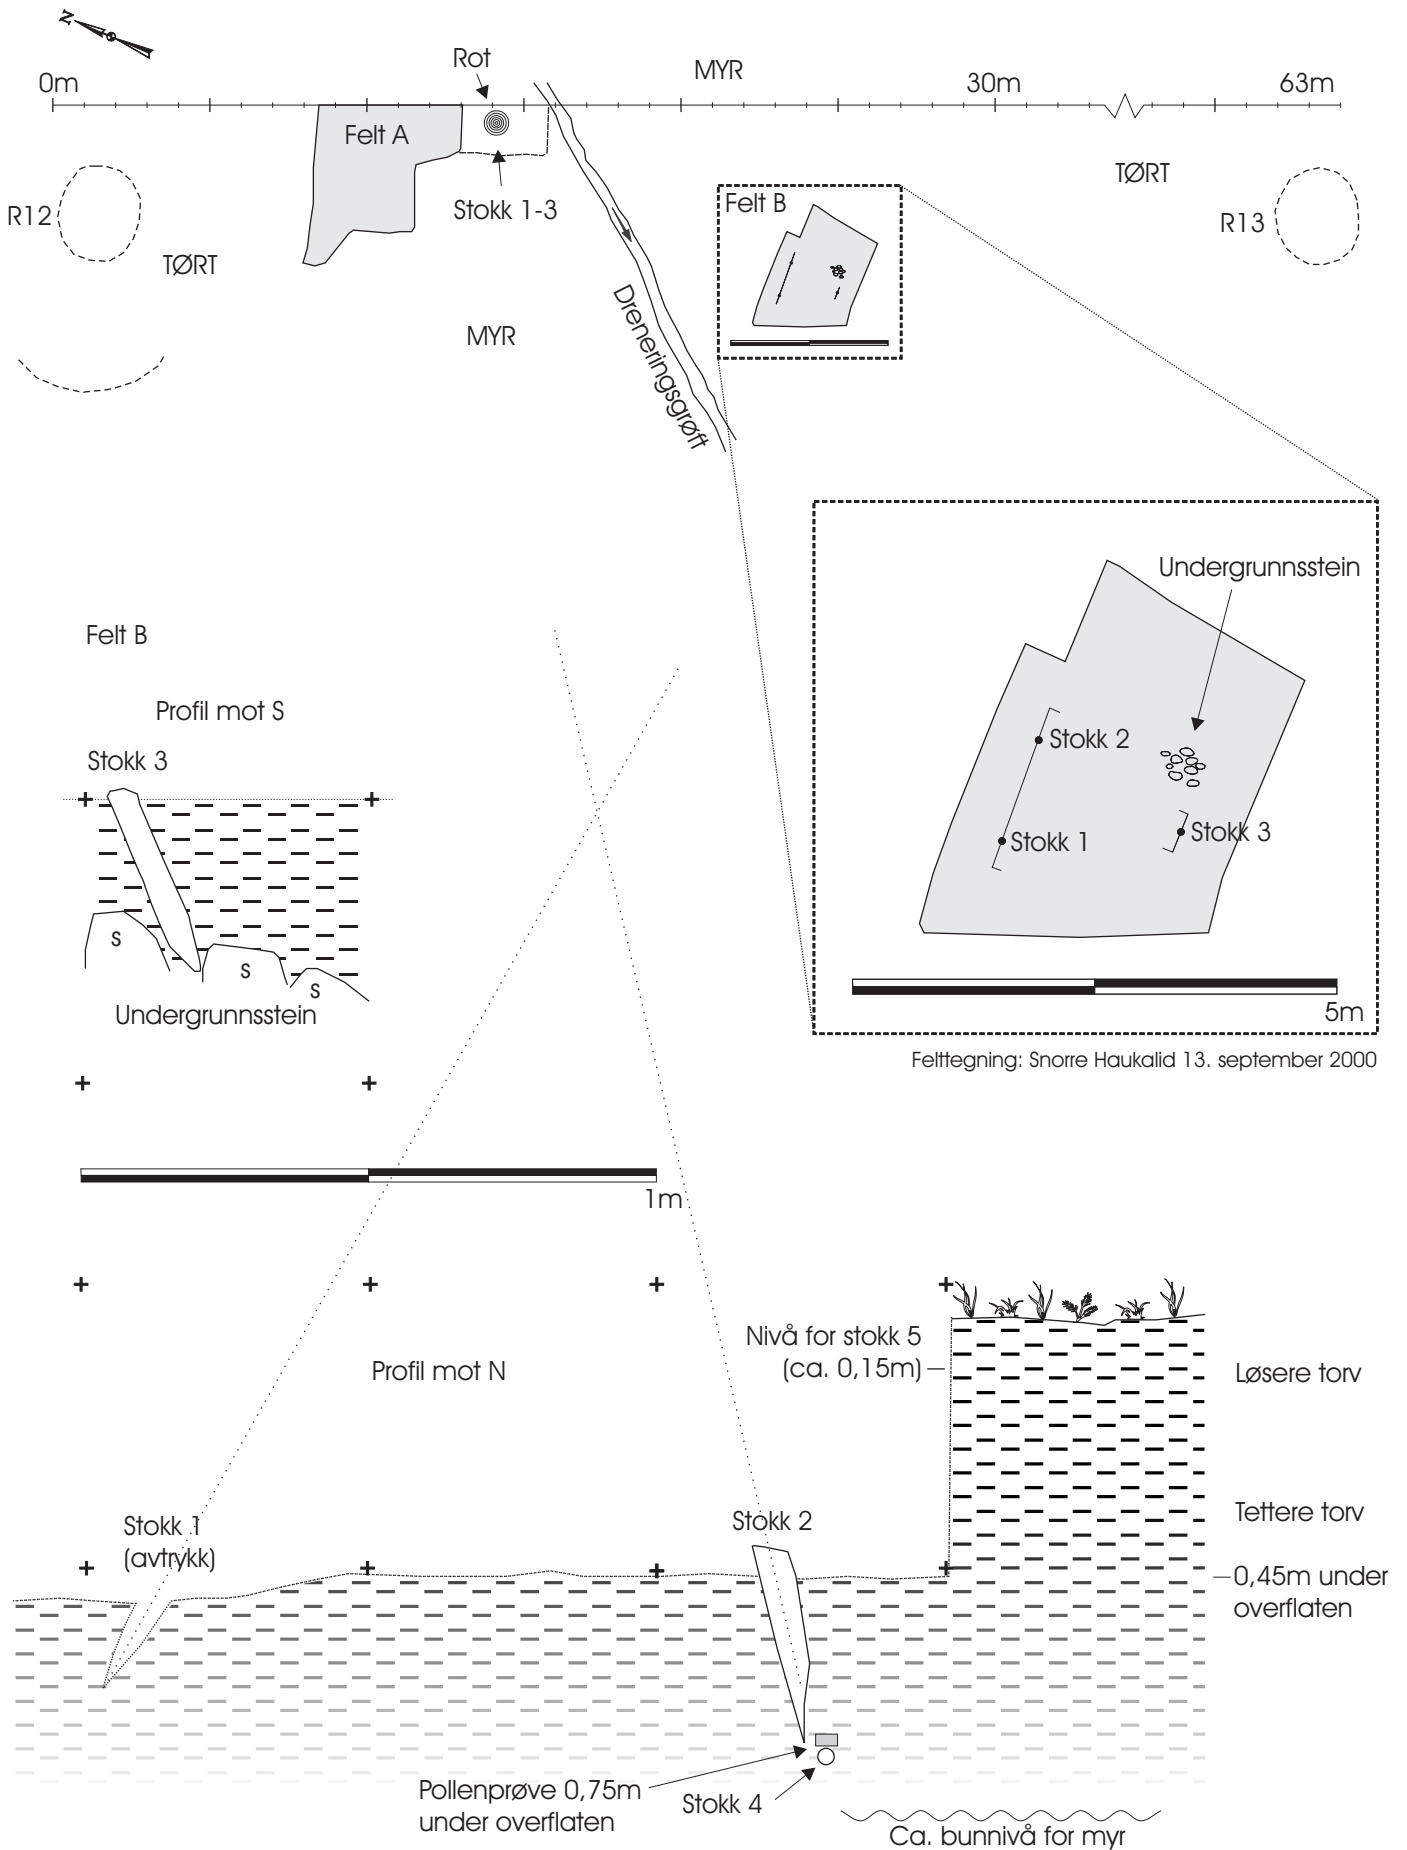 N
0m
Rot
MYR
30m
63m
Felt A
TØRT
Felt B
R12
Stokk 1-3
R13
TØRT
MYR
Dreneringsgrøft
Undergrunnsstein
Stokk 2
Stokk 1
Stokk 3
5m
Felttegning: Snorre Haukalid 13. september 2000
Felt B
Profil mot S
Stokk 3
s
s
s
Undergrunnsstein
1m
Profil mot N
Nivå for stokk 5
(ca. 0,15m)
Løsere torv
Tettere torv
Stokk 1
(avtrykk)
Stokk 2
0,45m under
overflaten
Pollenprøve 0,75m
under overflaten
Stokk 4
Ca. bunnivå for myr